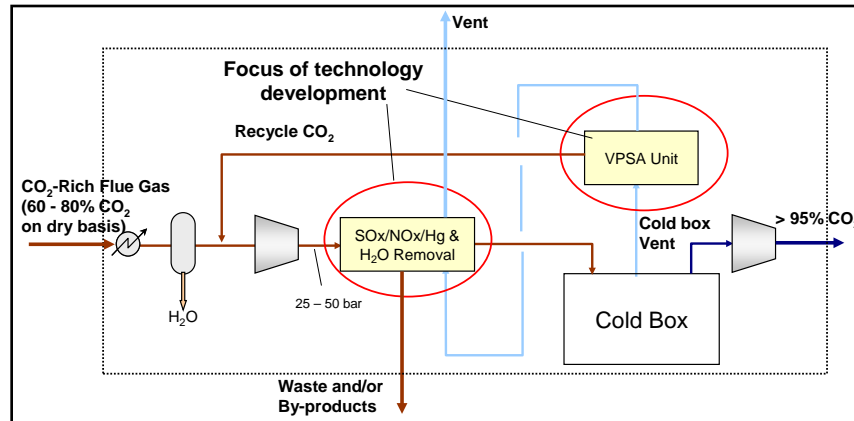 Vent
Focus of technology
development
Recycle CO₂
VPSA Unit
CO₂-Rich Flue Gas
(60 - 80% CO₂
on dry basis)
SOx/NOx/Hg &
H₂O Removal
Cold box
Vent
> 95% CO₂
25 – 50 bar
H₂O
Cold Box
Waste and/or
By-products